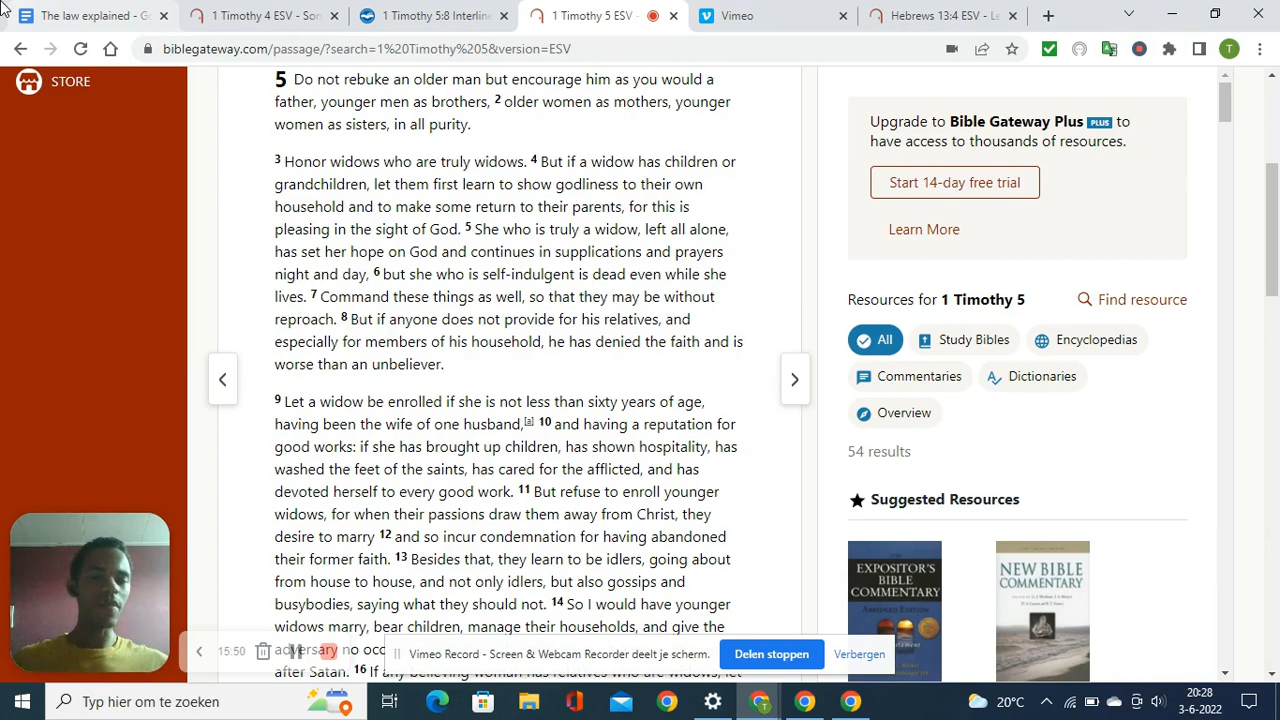 The law explained - Go
1 Timothy 4 ESV - Son
1 Timothy 5:8 Interline
1 Timothy 5 ESV -
Vimeo
Hebrews 13:4 ESV - Le
biblegateway.com/passage/?search=1%20Timothy%205&version=ESV
T
STORE
5 Do not rebuke an older man but encourage him as you would a
father, younger men as brothers, 2 older women as mothers, younger
women as sisters, in all purity.
3 Honor widows who are truly widows. 4 But if a widow has children or
grandchildren, let them first learn to show godliness to their own
household and to make some return to their parents, for this is
pleasing in the sight of God. 5 She who is truly a widow, left all alone,
has set her hope on God and continues in supplications and prayers
night and day, 6 but she who is self-indulgent is dead even while she
lives. 7 Command these things as well, so that they may be without
reproach. 8 But if anyone does not provide for his relatives, and
especially for members of his household, he has denied the faith and is
worse than an unbeliever.
9 Let a widow be enrolled if she is not less than sixty years of age,
having been the wife of one husband,[a] 10 and having a reputation for
good works: if she has brought up children, has shown hospitality, has
washed the feet of the saints, has cared for the afflicted, and has
devoted herself to every good work. 11 But refuse to enroll younger
widows, for when their passions draw them away from Christ, they
desire to marry 12 and so incur condemnation for having abandoned
their former faith. 13 Besides that, they learn to be idlers, going about
from house to house, and not only idlers, but also gossips and
busybodies, saying what they should not. 14 So I would have younger
widows marry, bear children, manage their households, and give the
adversary no occ
after Satan. 16 If any believing woman has relatives who are widows, let
Upgrade to Bible Gateway Plus PLUS to
have access to thousands of resources.
Start 14-day free trial
Learn More
Resources for 1 Timothy 5
Find resource
All
Study Bibles
Encyclopedias
Commentaries
Dictionaries
Overview
54 results
Suggested Resources
EXPOSITOR'S
BIBLE
COMMENTARY
ABRIDGED EDITION
NEW BIBLE
COMMENTARY
15:50
Vimeo Record - Screen & Webcam Recorder deelt je scherm.
Delen stoppen
Verbergen
Typ hier om te zoeken
20°C
20:28
3-6-2022